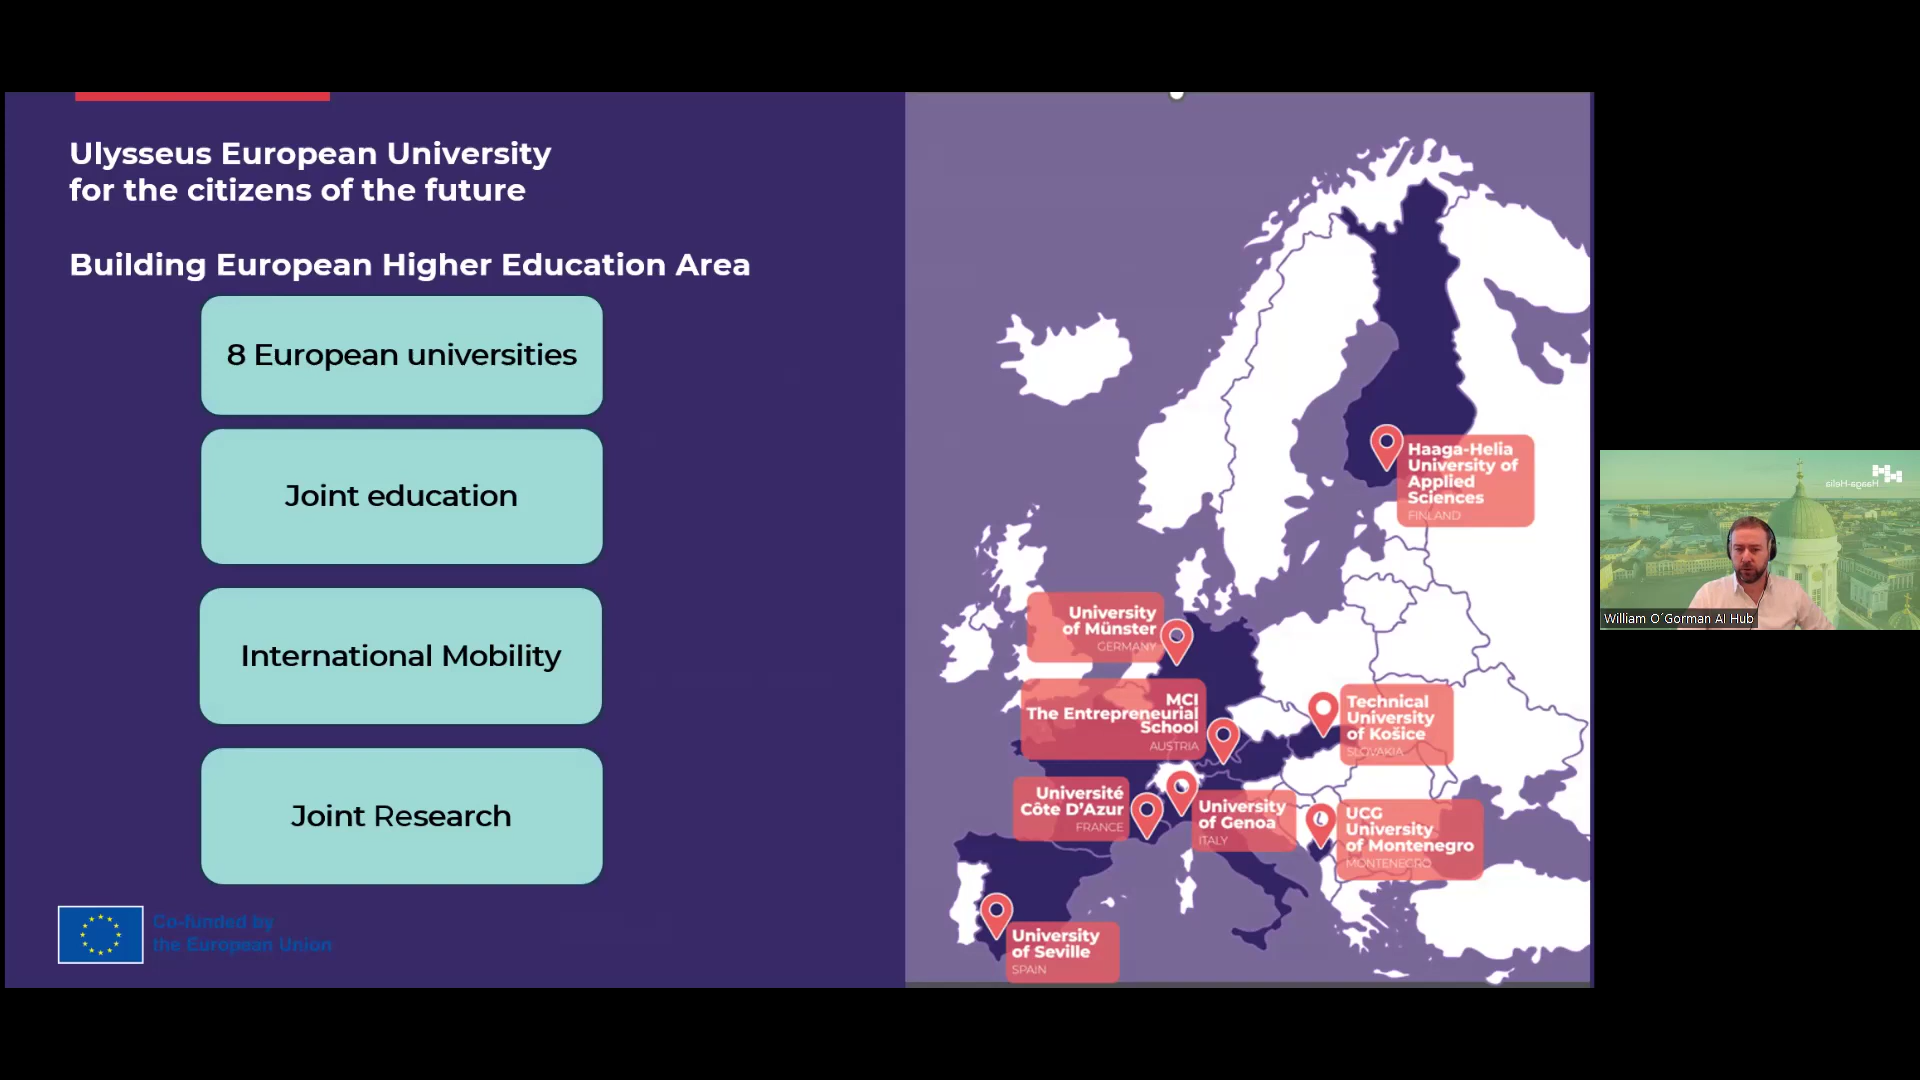 Ulysseus European University
for the citizens of the future
Building European Higher Education Area
8 European universities
Joint education
International Mobility
Joint Research
Co-funded by
the European Union
Haaga-Helia
University of
Applied
Sciences
FINLAND
University
of Münster
GERMANY
MCI
The Entrepreneurial
School
AUSTRIA
Technical
University
of Košice
SLOVAKIA
Université
Côte D'Azur
FRANCE
University
of Genoa
ITALY
UCG
University
of Montenegro
MONTENEGRO
University
of Seville
SPAIN
Haaga-Helia
William O´Gorman AI Hub